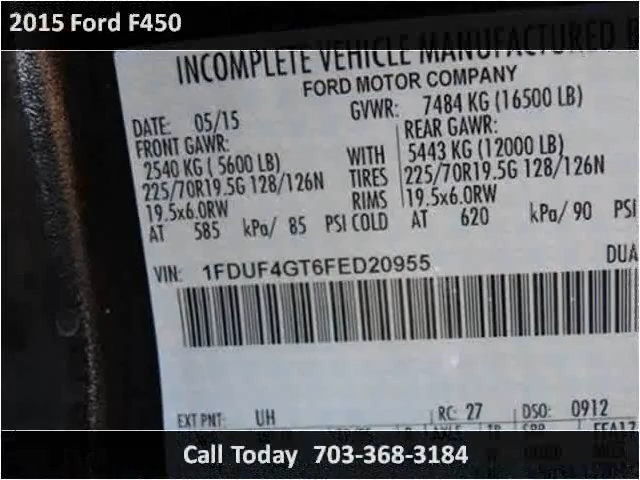 2015 Ford F450
INCOMPLETE VEHICLE MANUFACTURED
FORD MOTOR COMPANY
DATE: 05/15
GVWR: 7484 KG (16500 LB)
FRONT GAWR:
REAR GAWR:
2540 KG ( 5600 LB)
WITH
5443 KG (12000 LB)
225/70R19.5G 128/126N
TIRES
225/70R19.5G 128/126N
19.5x6.0RW
RIMS
19.5x6.0RW
AT 585 kPa/ 85 PSI COLD
AT 620 kPa/ 90 PSI
VIN: 1FDUF4GT6FED20955
DUA
EXT PNT: UH
RC: 27
DSO: 0912
Call Today 703-368-3184